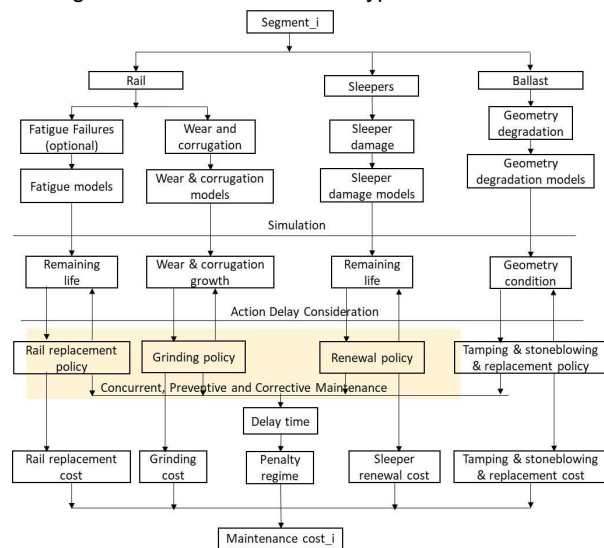 Segment_i
Rail
Sleepers
Ballast
Fatigue Failures
(optional)
Wear and
corrugation
Sleeper
damage
Geometry
degradation
Fatigue models
Wear & corrugation
models
Sleeper
damage models
Geometry
degradation models
Simulation
Remaining
life
Wear & corrugation
growth
Remaining
life
Geometry
condition
Action Delay Consideration
Rail replacement
policy
Grinding policy
Renewal policy
Tamping & stoneblowing
& replacement policy
Concurrent, Preventive and Corrective Maintenance
Delay time
Rail replacement
cost
Grinding
cost
Penalty
regime
Sleeper
renewal cost
Tamping & stoneblowing
& replacement cost
Maintenance cost_i